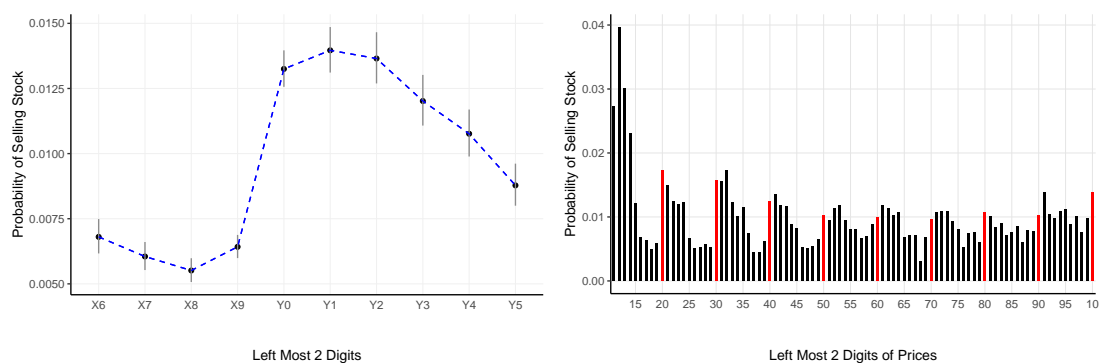 Probability of Selling Stock
0.0150
0.0125
0.0100
0.0075
0.0050
X6 X7 X8 X9 Y0 Y1 Y2 Y3 Y4 Y5
Left Most 2 Digits
Probability of Selling Stock
0.04
0.03
0.02
0.01
0.00
15 20 25 30 35 40 45 50 55 60 65 70 75 80 85 90 95 10
Left Most 2 Digits of Prices